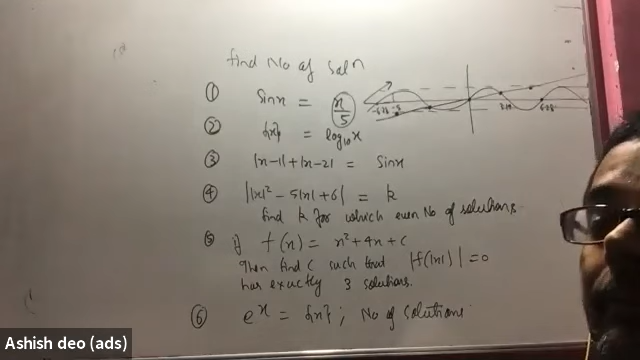 find No of soln
① sinx = x/5
② {x} = log₁₀x
③ |x-1|+|x-2| = sinx
④ ||x|² - 5|x|+6| = k
find k for which even No of solutions.
⑤ if f(x) = x²+4x+c
then find c such that |f(|x|)| = 0
has exactly 3 solutions.
⑥ eˣ = {x} ; No of solutions
Ashish deo (ads)